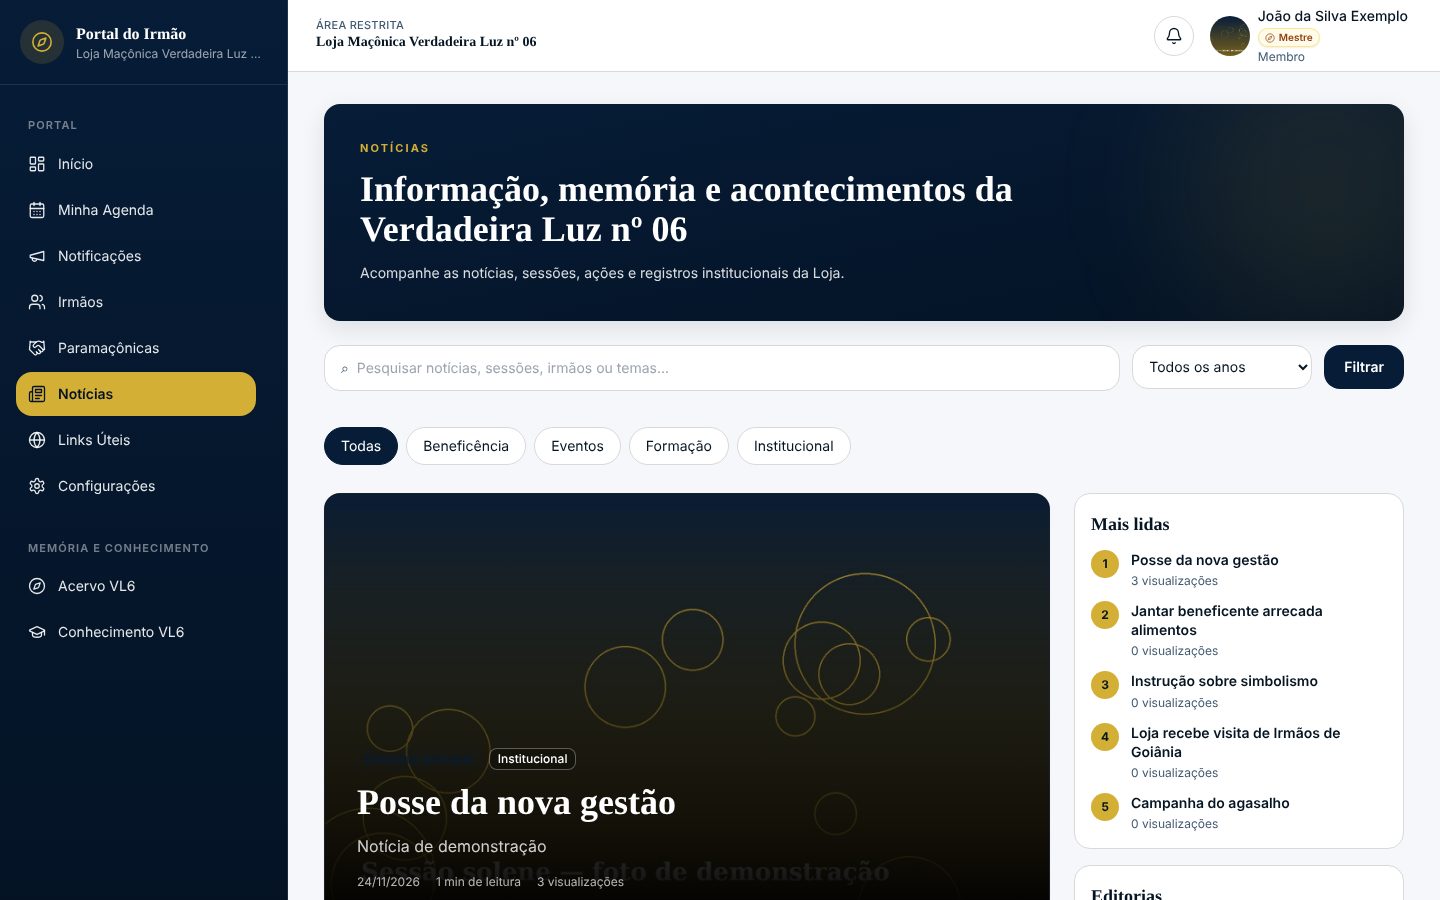 Portal do Irmão
Loja Maçônica Verdadeira Luz ...
PORTAL
Início
Minha Agenda
Notificações
Irmãos
Paramaçônicas
Notícias
Links Úteis
Configurações
MEMÓRIA E CONHECIMENTO
Acervo VL6
Conhecimento VL6
ÁREA RESTRITA
Loja Maçônica Verdadeira Luz nº 06
João da Silva Exemplo
Mestre
Membro
NOTÍCIAS
Informação, memória e acontecimentos da
Verdadeira Luz nº 06
Acompanhe as notícias, sessões, ações e registros institucionais da Loja.
Pesquisar notícias, sessões, irmãos ou temas...
Todos os anos
Filtrar
Todas
Beneficência
Eventos
Formação
Institucional
Institucional
Posse da nova gestão
Notícia de demonstração
Sessão solene — foto de demonstração
24/11/2026 1 min de leitura 3 visualizações
Mais lidas
1 Posse da nova gestão
3 visualizações
2 Jantar beneficente arrecada
alimentos
0 visualizações
3 Instrução sobre simbolismo
0 visualizações
4 Loja recebe visita de Irmãos de
Goiânia
0 visualizações
5 Campanha do agasalho
0 visualizações
Editorias